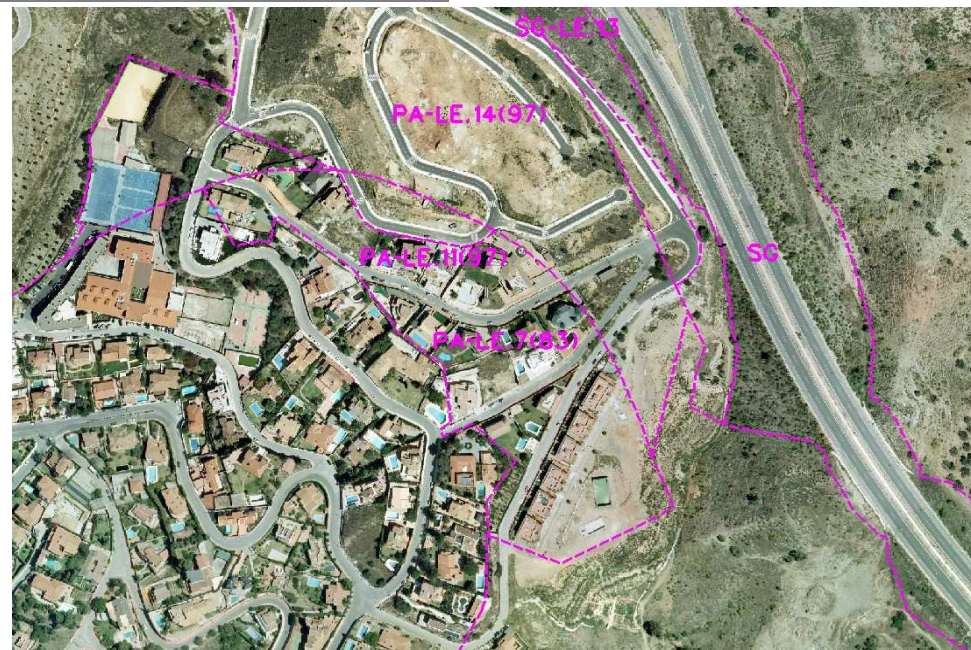 SG-LE.13
PA-LE.14(97)
SG
PA-LE.11(97)
PA-LE.7(83)